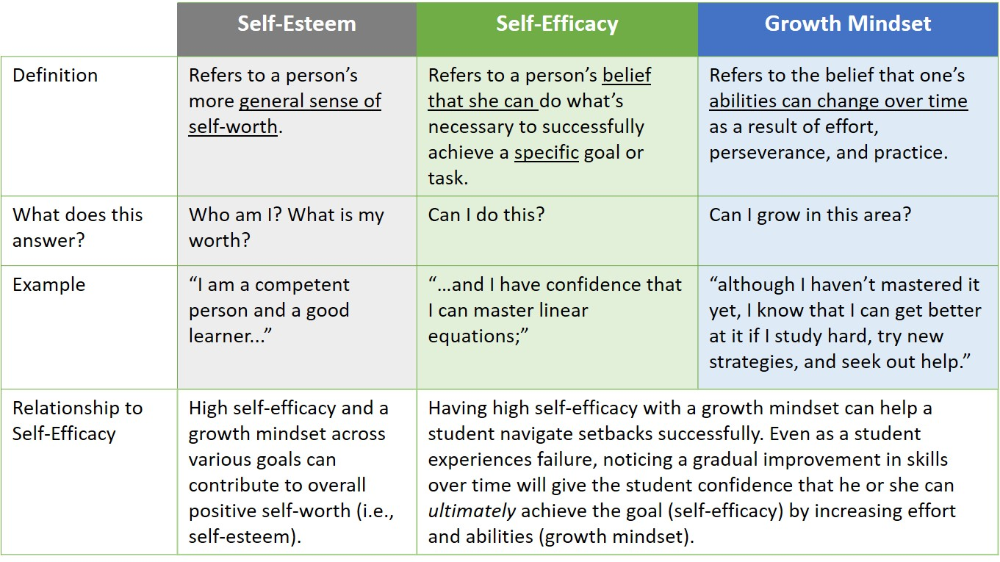 Self-Esteem
Self-Efficacy
Growth Mindset
Definition
Refers to a person’s
more general sense of
self-worth.
Refers to a person’s belief
that she can do what’s
necessary to successfully
achieve a specific goal or
task.
Refers to the belief that one’s
abilities can change over time
as a result of effort,
perseverance, and practice.
What does this
answer?
Who am I? What is my
worth?
Can I do this?
Can I grow in this area?
Example
“I am a competent
person and a good
learner...”
“…and I have confidence that
I can master linear
equations;”
“although I haven’t mastered it
yet, I know that I can get better
at it if I study hard, try new
strategies, and seek out help.”
Relationship to
Self-Efficacy
High self-efficacy and a
growth mindset across
various goals can
contribute to overall
positive self-worth (i.e.,
self-esteem).
Having high self-efficacy with a growth mindset can help a
student navigate setbacks successfully. Even as a student
experiences failure, noticing a gradual improvement in skills
over time will give the student confidence that he or she can
ultimately achieve the goal (self-efficacy) by increasing effort
and abilities (growth mindset).